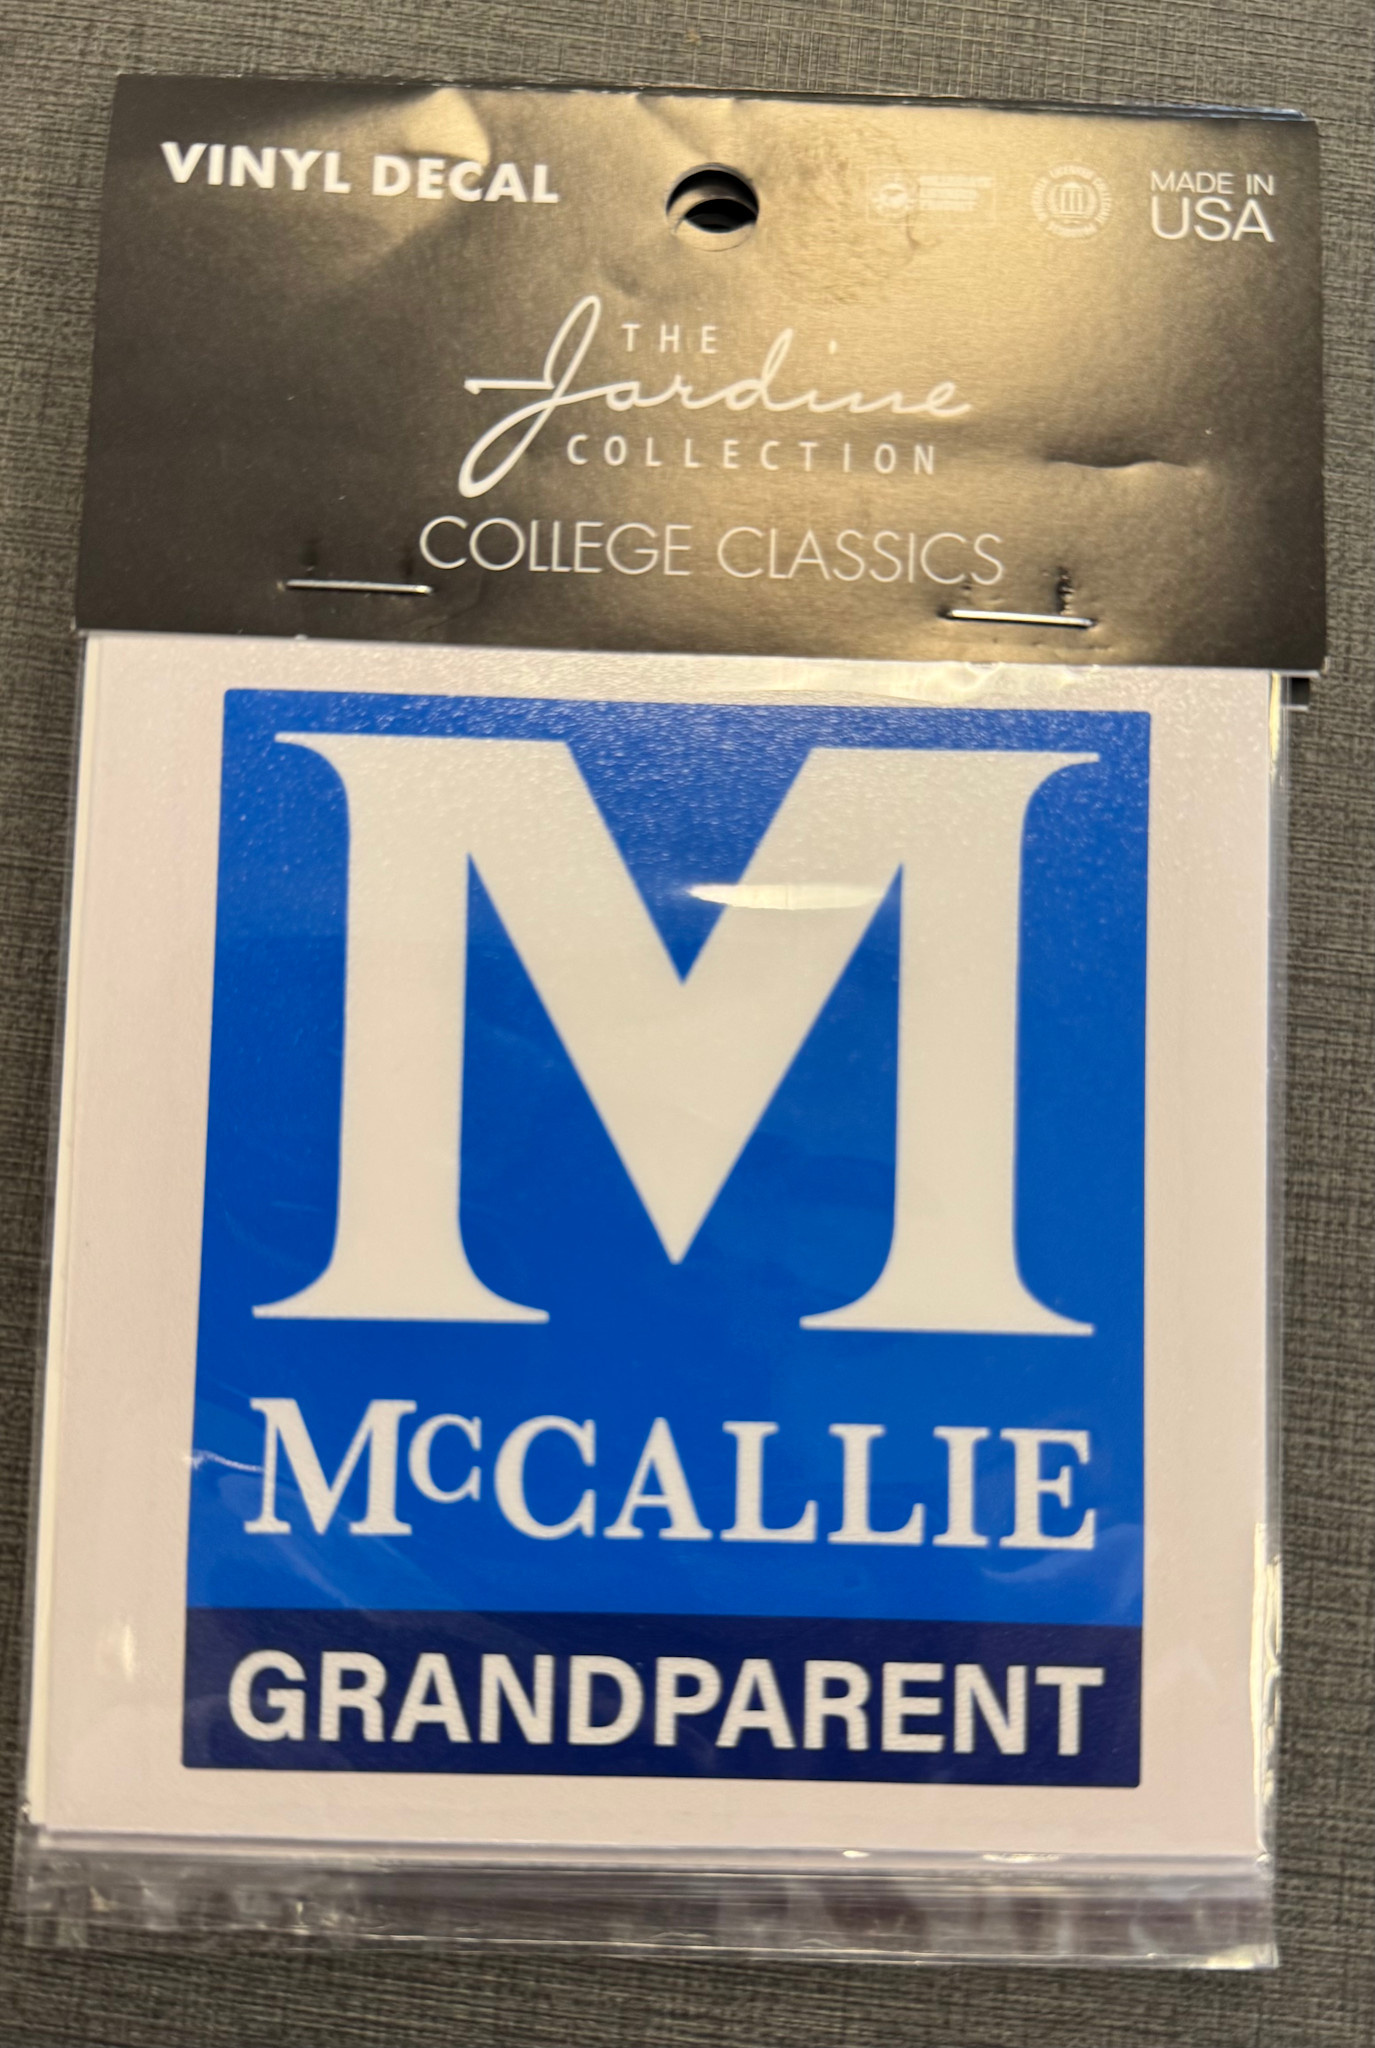 VINYL DECAL
MADE IN
USA
THE
Jardine
COLLECTION
COLLEGE CLASSICS
M
MCCALLIE
GRANDPARENT